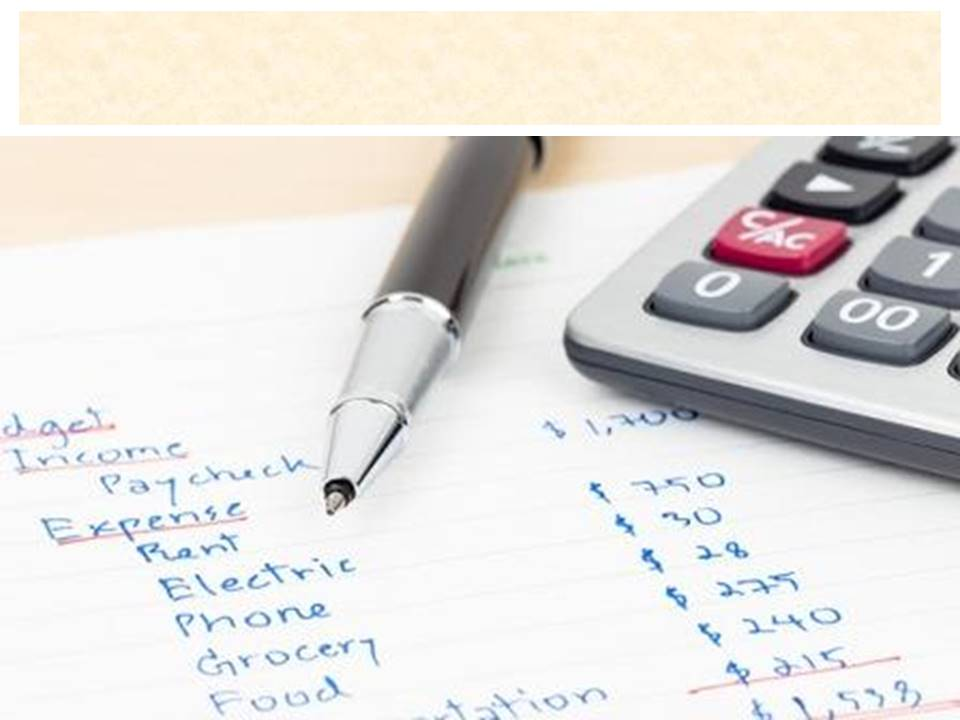 C/AC
1
0
00
dget
Income
Paycheck $ 1,700
Expense
Rent $ 750
Electric $ 30
Phone $ 28
Grocery $ 275
Food $ 240
rtation $ 215
$ 1,538